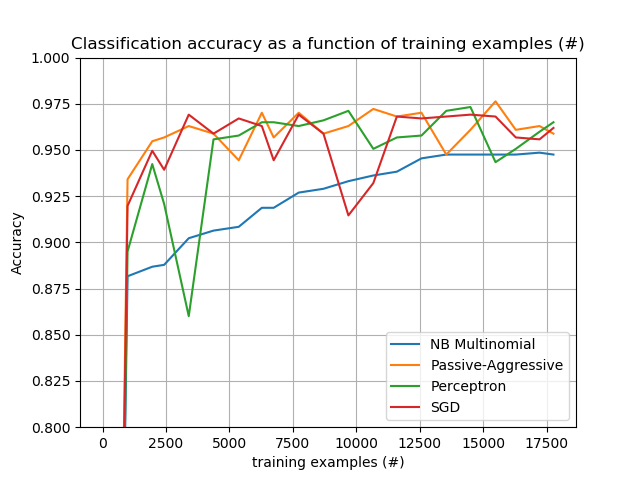 Classification accuracy as a function of training examples (#)
1.000
0.975
0.950
0.925
0.900
0.875
0.850
0.825
0.800
Accuracy
NB Multinomial
Passive-Aggressive
Perceptron
SGD
0 2500 5000 7500 10000 12500 15000 17500
training examples (#)